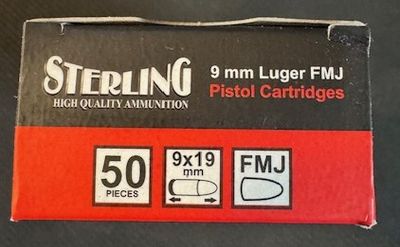 STERLING
HIGH QUALITY AMMUNITION
9 mm Luger FMJ
Pistol Cartridges
50
PIECES
9x19
mm
FMJ